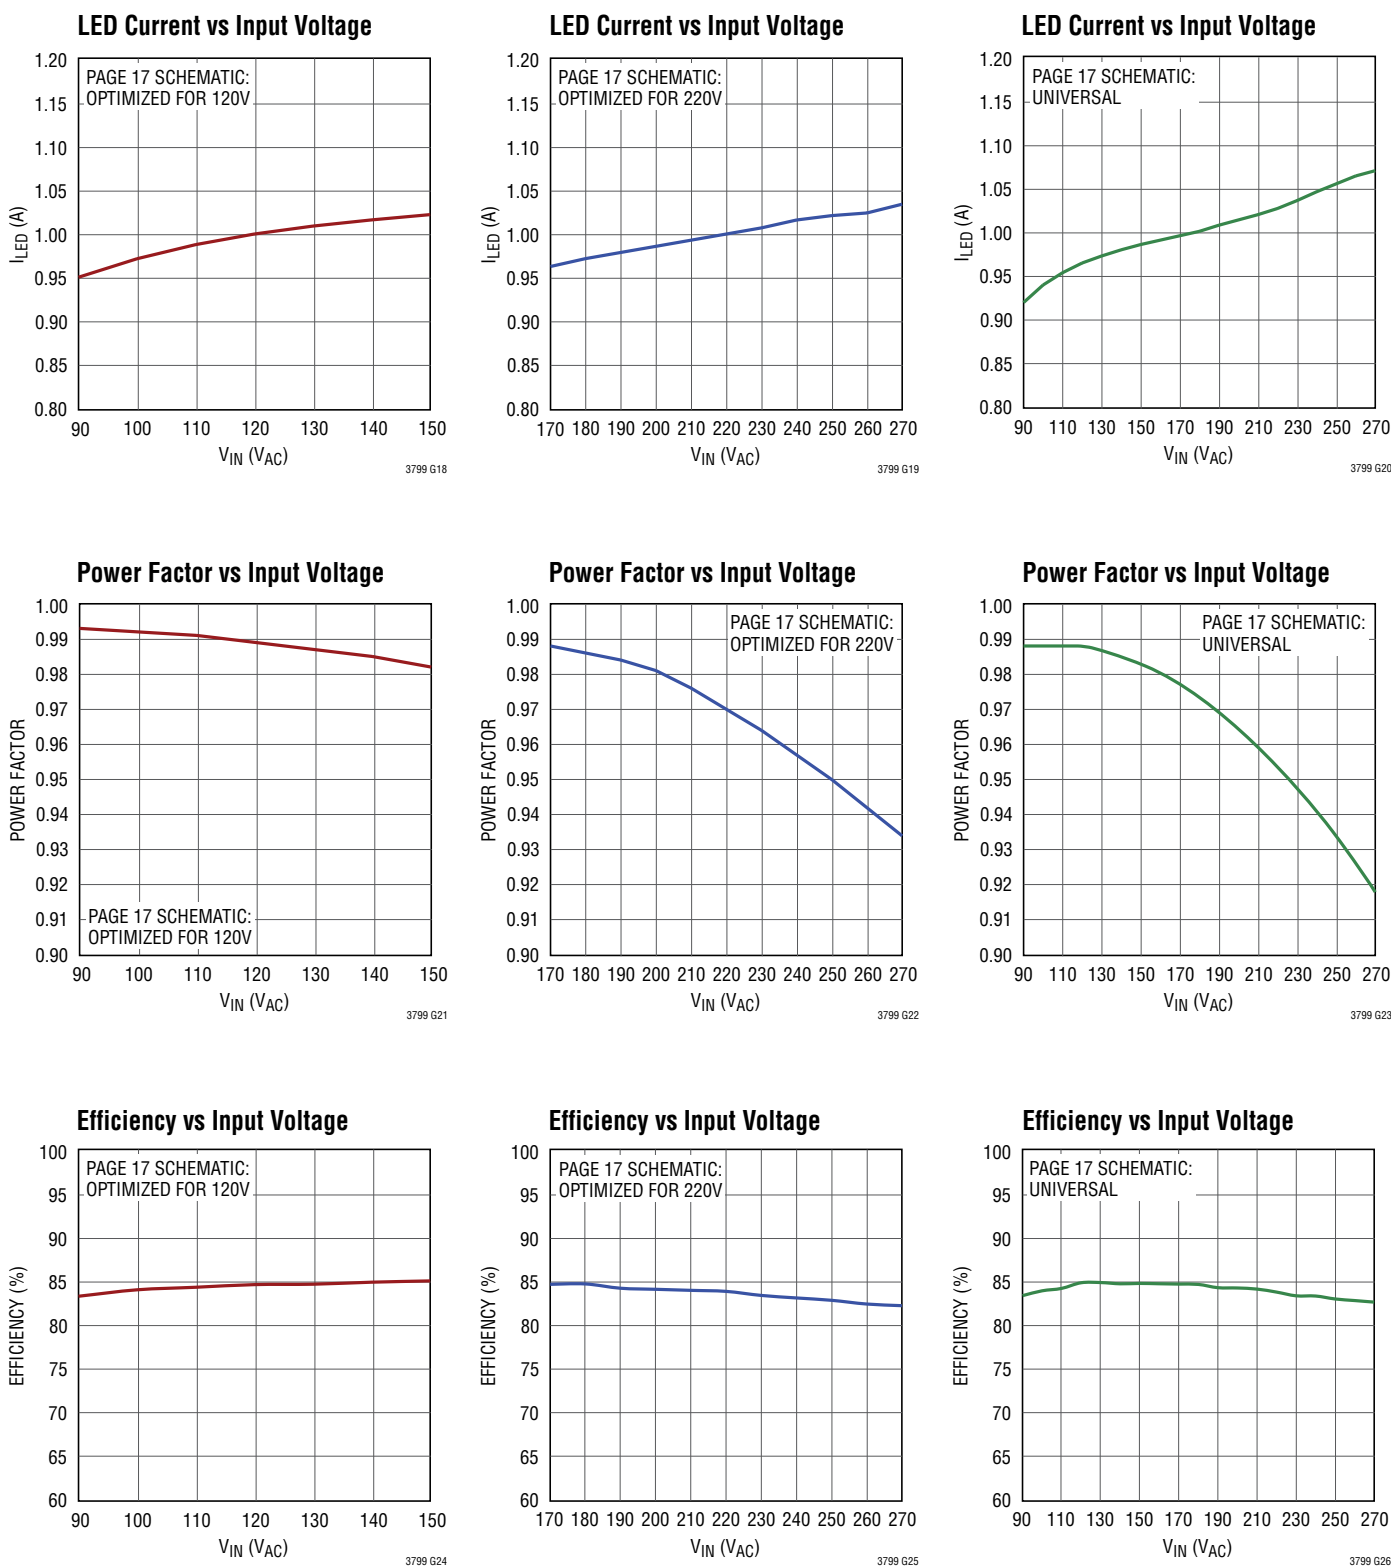 LED Current vs Input Voltage
1.20
1.15
1.10
1.05
1.00
0.95
0.90
0.85
0.80
ILED (A)
PAGE 17 SCHEMATIC:
OPTIMIZED FOR 120V
90 100 110 120 130 140 150
VIN (VAC)
3799 G18
LED Current vs Input Voltage
1.20
1.15
1.10
1.05
1.00
0.95
0.90
0.85
0.80
ILED (A)
PAGE 17 SCHEMATIC:
OPTIMIZED FOR 220V
170 180 190 200 210 220 230 240 250 260 270
VIN (VAC)
3799 G19
LED Current vs Input Voltage
1.20
1.15
1.10
1.05
1.00
0.95
0.90
0.85
0.80
ILED (A)
PAGE 17 SCHEMATIC:
UNIVERSAL
90 110 130 150 170 190 210 230 250 270
VIN (VAC)
3799 G20
Power Factor vs Input Voltage
1.00
0.99
0.98
0.97
0.96
0.95
0.94
0.93
0.92
0.91
0.90
POWER FACTOR
PAGE 17 SCHEMATIC:
OPTIMIZED FOR 120V
90 100 110 120 130 140 150
VIN (VAC)
3799 G21
Power Factor vs Input Voltage
1.00
0.99
0.98
0.97
0.96
0.95
0.94
0.93
0.92
0.91
0.90
POWER FACTOR
PAGE 17 SCHEMATIC:
OPTIMIZED FOR 220V
170 180 190 200 210 220 230 240 250 260 270
VIN (VAC)
3799 G22
Power Factor vs Input Voltage
1.00
0.99
0.98
0.97
0.96
0.95
0.94
0.93
0.92
0.91
0.90
POWER FACTOR
PAGE 17 SCHEMATIC:
UNIVERSAL
90 110 130 150 170 190 210 230 250 270
VIN (VAC)
3799 G23
Efficiency vs Input Voltage
100
95
90
85
80
75
70
65
60
EFFICIENCY (%)
PAGE 17 SCHEMATIC:
OPTIMIZED FOR 120V
90 100 110 120 130 140 150
VIN (VAC)
3799 G24
Efficiency vs Input Voltage
100
95
90
85
80
75
70
65
60
EFFICIENCY (%)
PAGE 17 SCHEMATIC:
OPTIMIZED FOR 220V
170 180 190 200 210 220 230 240 250 260 270
VIN (VAC)
3799 G25
Efficiency vs Input Voltage
100
95
90
85
80
75
70
65
60
EFFICIENCY (%)
PAGE 17 SCHEMATIC:
UNIVERSAL
90 110 130 150 170 190 210 230 250 270
VIN (VAC)
3799 G26